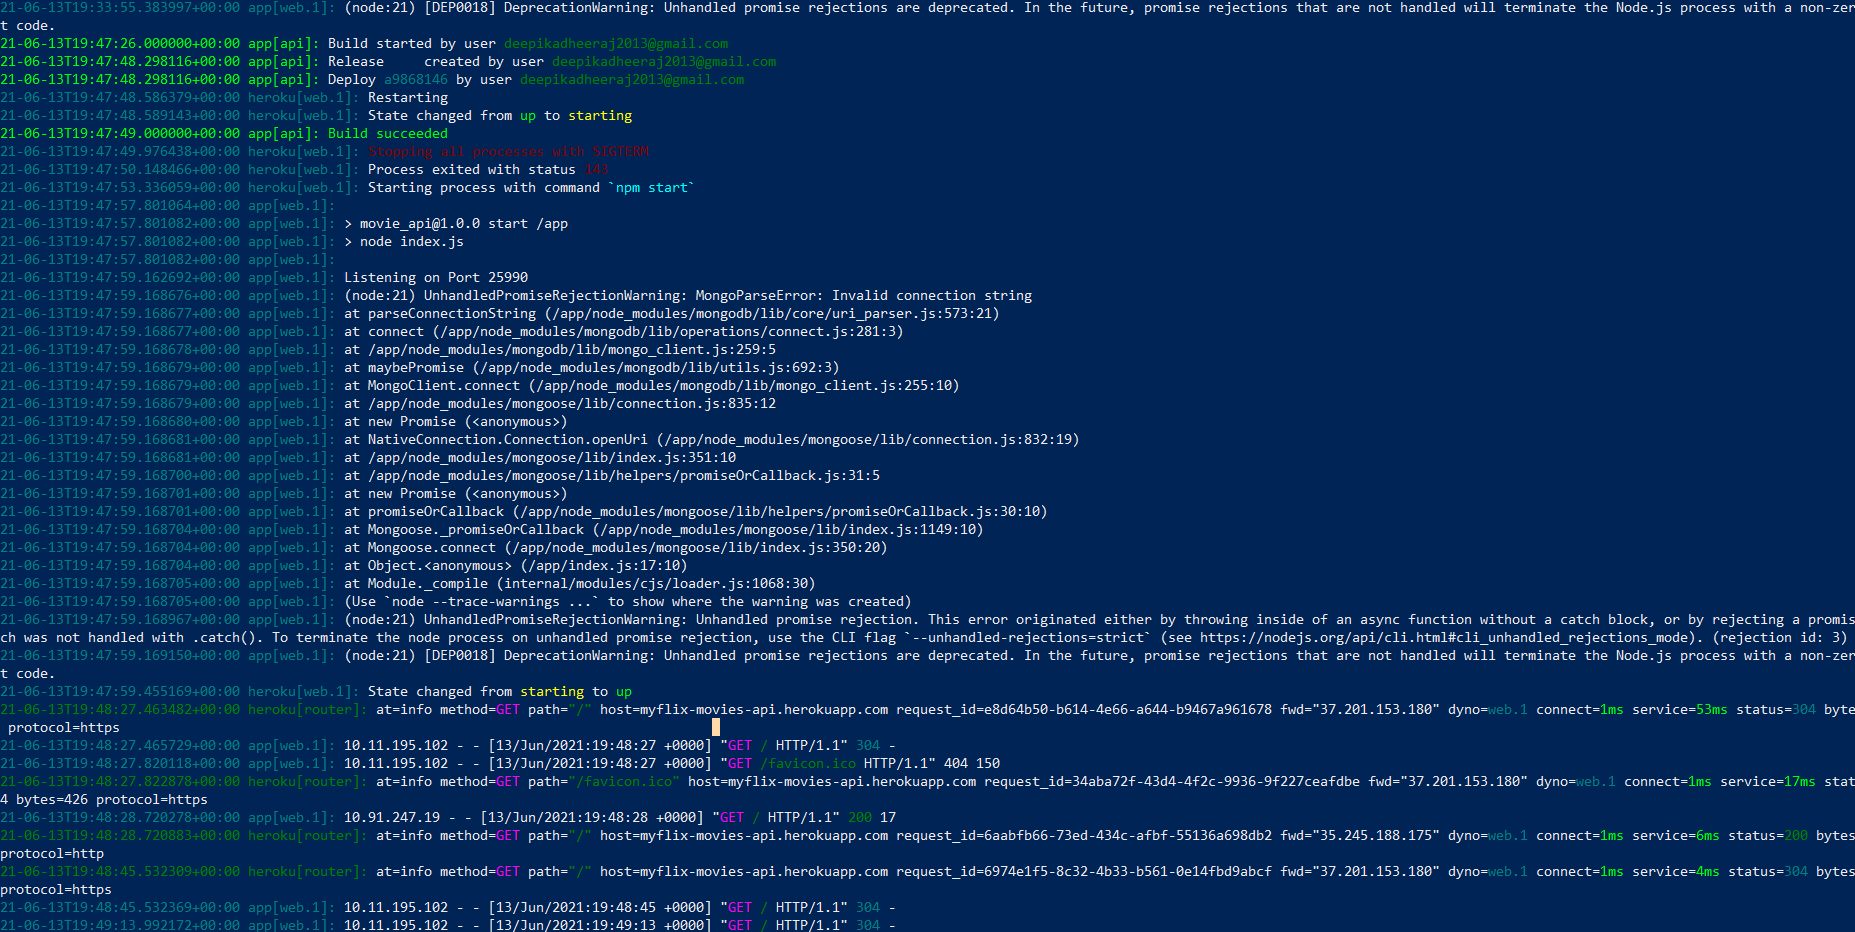 21-06-13T19:33:55.383997+00:00 app[web.1]: (node:21) [DEP0018] DeprecationWarning: Unhandled promise rejections are deprecated. In the future, promise rejections that are not handled will terminate the Node.js process with a non-zer
t code.
21-06-13T19:47:26.000000+00:00 app[api]: Build started by user deepikadheeraj2013@gmail.com
21-06-13T19:47:48.298116+00:00 app[api]: Release     created by user deepikadheeraj2013@gmail.com
21-06-13T19:47:48.298116+00:00 app[api]: Deploy a9868146 by user deepikadheeraj2013@gmail.com
21-06-13T19:47:48.586379+00:00 heroku[web.1]: Restarting
21-06-13T19:47:48.589143+00:00 heroku[web.1]: State changed from up to starting
21-06-13T19:47:49.000000+00:00 app[api]: Build succeeded
21-06-13T19:47:49.976438+00:00 heroku[web.1]: Stopping all processes with SIGTERM
21-06-13T19:47:50.148466+00:00 heroku[web.1]: Process exited with status 143
21-06-13T19:47:53.336059+00:00 heroku[web.1]: Starting process with command `npm start`
21-06-13T19:47:57.801064+00:00 app[web.1]:
21-06-13T19:47:57.801082+00:00 app[web.1]: > movie_api@1.0.0 start /app
21-06-13T19:47:57.801082+00:00 app[web.1]: > node index.js
21-06-13T19:47:57.801082+00:00 app[web.1]:
21-06-13T19:47:59.162692+00:00 app[web.1]: Listening on Port 25990
21-06-13T19:47:59.168676+00:00 app[web.1]: (node:21) UnhandledPromiseRejectionWarning: MongoParseError: Invalid connection string
21-06-13T19:47:59.168677+00:00 app[web.1]: at parseConnectionString (/app/node_modules/mongodb/lib/core/uri_parser.js:573:21)
21-06-13T19:47:59.168678+00:00 app[web.1]: at connect (/app/node_modules/mongodb/lib/operations/connect.js:281:3)
21-06-13T19:47:59.168678+00:00 app[web.1]: at /app/node_modules/mongodb/lib/mongo_client.js:259:5
21-06-13T19:47:59.168679+00:00 app[web.1]: at maybePromise (/app/node_modules/mongodb/lib/utils.js:692:3)
21-06-13T19:47:59.168679+00:00 app[web.1]: at MongoClient.connect (/app/node_modules/mongodb/lib/mongo_client.js:255:10)
21-06-13T19:47:59.168679+00:00 app[web.1]: at /app/node_modules/mongoose/lib/connection.js:835:12
21-06-13T19:47:59.168680+00:00 app[web.1]: at new Promise (<anonymous>)
21-06-13T19:47:59.168681+00:00 app[web.1]: at NativeConnection.Connection.openUri (/app/node_modules/mongoose/lib/connection.js:832:19)
21-06-13T19:47:59.168681+00:00 app[web.1]: at /app/node_modules/mongoose/lib/index.js:351:10
21-06-13T19:47:59.168700+00:00 app[web.1]: at /app/node_modules/mongoose/lib/helpers/promiseOrCallback.js:31:5
21-06-13T19:47:59.168701+00:00 app[web.1]: at new Promise (<anonymous>)
21-06-13T19:47:59.168701+00:00 app[web.1]: at promiseOrCallback (/app/node_modules/mongoose/lib/helpers/promiseOrCallback.js:30:10)
21-06-13T19:47:59.168704+00:00 app[web.1]: at Mongoose._promiseOrCallback (/app/node_modules/mongoose/lib/index.js:1149:10)
21-06-13T19:47:59.168704+00:00 app[web.1]: at Mongoose.connect (/app/node_modules/mongoose/lib/index.js:350:20)
21-06-13T19:47:59.168704+00:00 app[web.1]: at Object.<anonymous> (/app/index.js:17:10)
21-06-13T19:47:59.168705+00:00 app[web.1]: at Module._compile (internal/modules/cjs/loader.js:1068:30)
21-06-13T19:47:59.168705+00:00 app[web.1]: (Use `node --trace-warnings ...` to show where the warning was created)
21-06-13T19:47:59.168967+00:00 app[web.1]: (node:21) UnhandledPromiseRejectionWarning: Unhandled promise rejection. This error originated either by throwing inside of an async function without a catch block, or by rejecting a promis
ch was not handled with .catch(). To terminate the node process on unhandled promise rejection, use the CLI flag `--unhandled-rejections=strict` (see https://nodejs.org/api/cli.html#cli_unhandled_rejections_mode). (rejection id: 3)
21-06-13T19:47:59.169150+00:00 app[web.1]: (node:21) [DEP0018] DeprecationWarning: Unhandled promise rejections are deprecated. In the future, promise rejections that are not handled will terminate the Node.js process with a non-zer
t code.
21-06-13T19:47:59.455169+00:00 heroku[web.1]: State changed from starting to up
21-06-13T19:48:27.463482+00:00 heroku[router]: at=info method=GET path="/" host=myflix-movies-api.herokuapp.com request_id=e8d64b50-b614-4e66-a644-b9467a961678 fwd="37.201.153.180" dyno=web.1 connect=1ms service=53ms status=304 byte
protocol=https
21-06-13T19:48:27.465729+00:00 app[web.1]: 10.11.195.102 - - [13/Jun/2021:19:48:27 +0000] "GET / HTTP/1.1" 304 -
21-06-13T19:48:27.820118+00:00 app[web.1]: 10.11.195.102 - - [13/Jun/2021:19:48:27 +0000] "GET /favicon.ico HTTP/1.1" 404 150
21-06-13T19:48:27.822878+00:00 heroku[router]: at=info method=GET path="/favicon.ico" host=myflix-movies-api.herokuapp.com request_id=34aba72f-43d4-4f2c-9936-9f227ceafdbe fwd="37.201.153.180" dyno=web.1 connect=1ms service=17ms stat
4 bytes=426 protocol=https
21-06-13T19:48:28.720278+00:00 app[web.1]: 10.91.247.19 - - [13/Jun/2021:19:48:28 +0000] "GET / HTTP/1.1" 200 17
21-06-13T19:48:28.720883+00:00 heroku[router]: at=info method=GET path="/" host=myflix-movies-api.herokuapp.com request_id=6aabfb66-73ed-434c-afbf-55136a698db2 fwd="35.245.188.175" dyno=web.1 connect=1ms service=6ms status=200 bytes
protocol=http
21-06-13T19:48:45.532309+00:00 heroku[router]: at=info method=GET path="/" host=myflix-movies-api.herokuapp.com request_id=6974e1f5-8c32-4b33-b561-0e14fbd9abcf fwd="37.201.153.180" dyno=web.1 connect=1ms service=4ms status=304 bytes
protocol=https
21-06-13T19:48:45.532369+00:00 app[web.1]: 10.11.195.102 - - [13/Jun/2021:19:48:45 +0000] "GET / HTTP/1.1" 304 -
21-06-13T19:49:13.992172+00:00 app[web.1]: 10.11.195.102 - - [13/Jun/2021:19:49:13 +0000] "GET / HTTP/1.1" 304 -